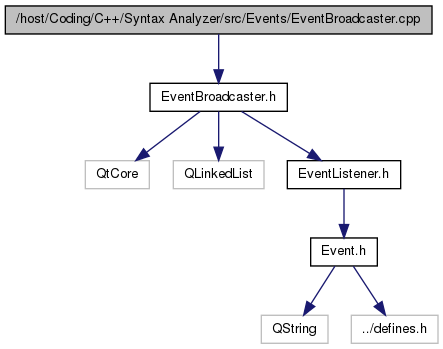 /host/Coding/C++/Syntax Analyzer/src/Events/EventBroadcaster.cpp
EventBroadcaster.h
QtCore
QLinkedList
EventListener.h
Event.h
QString
../defines.h